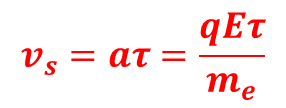 v_s = aτ = qEτ / m_e